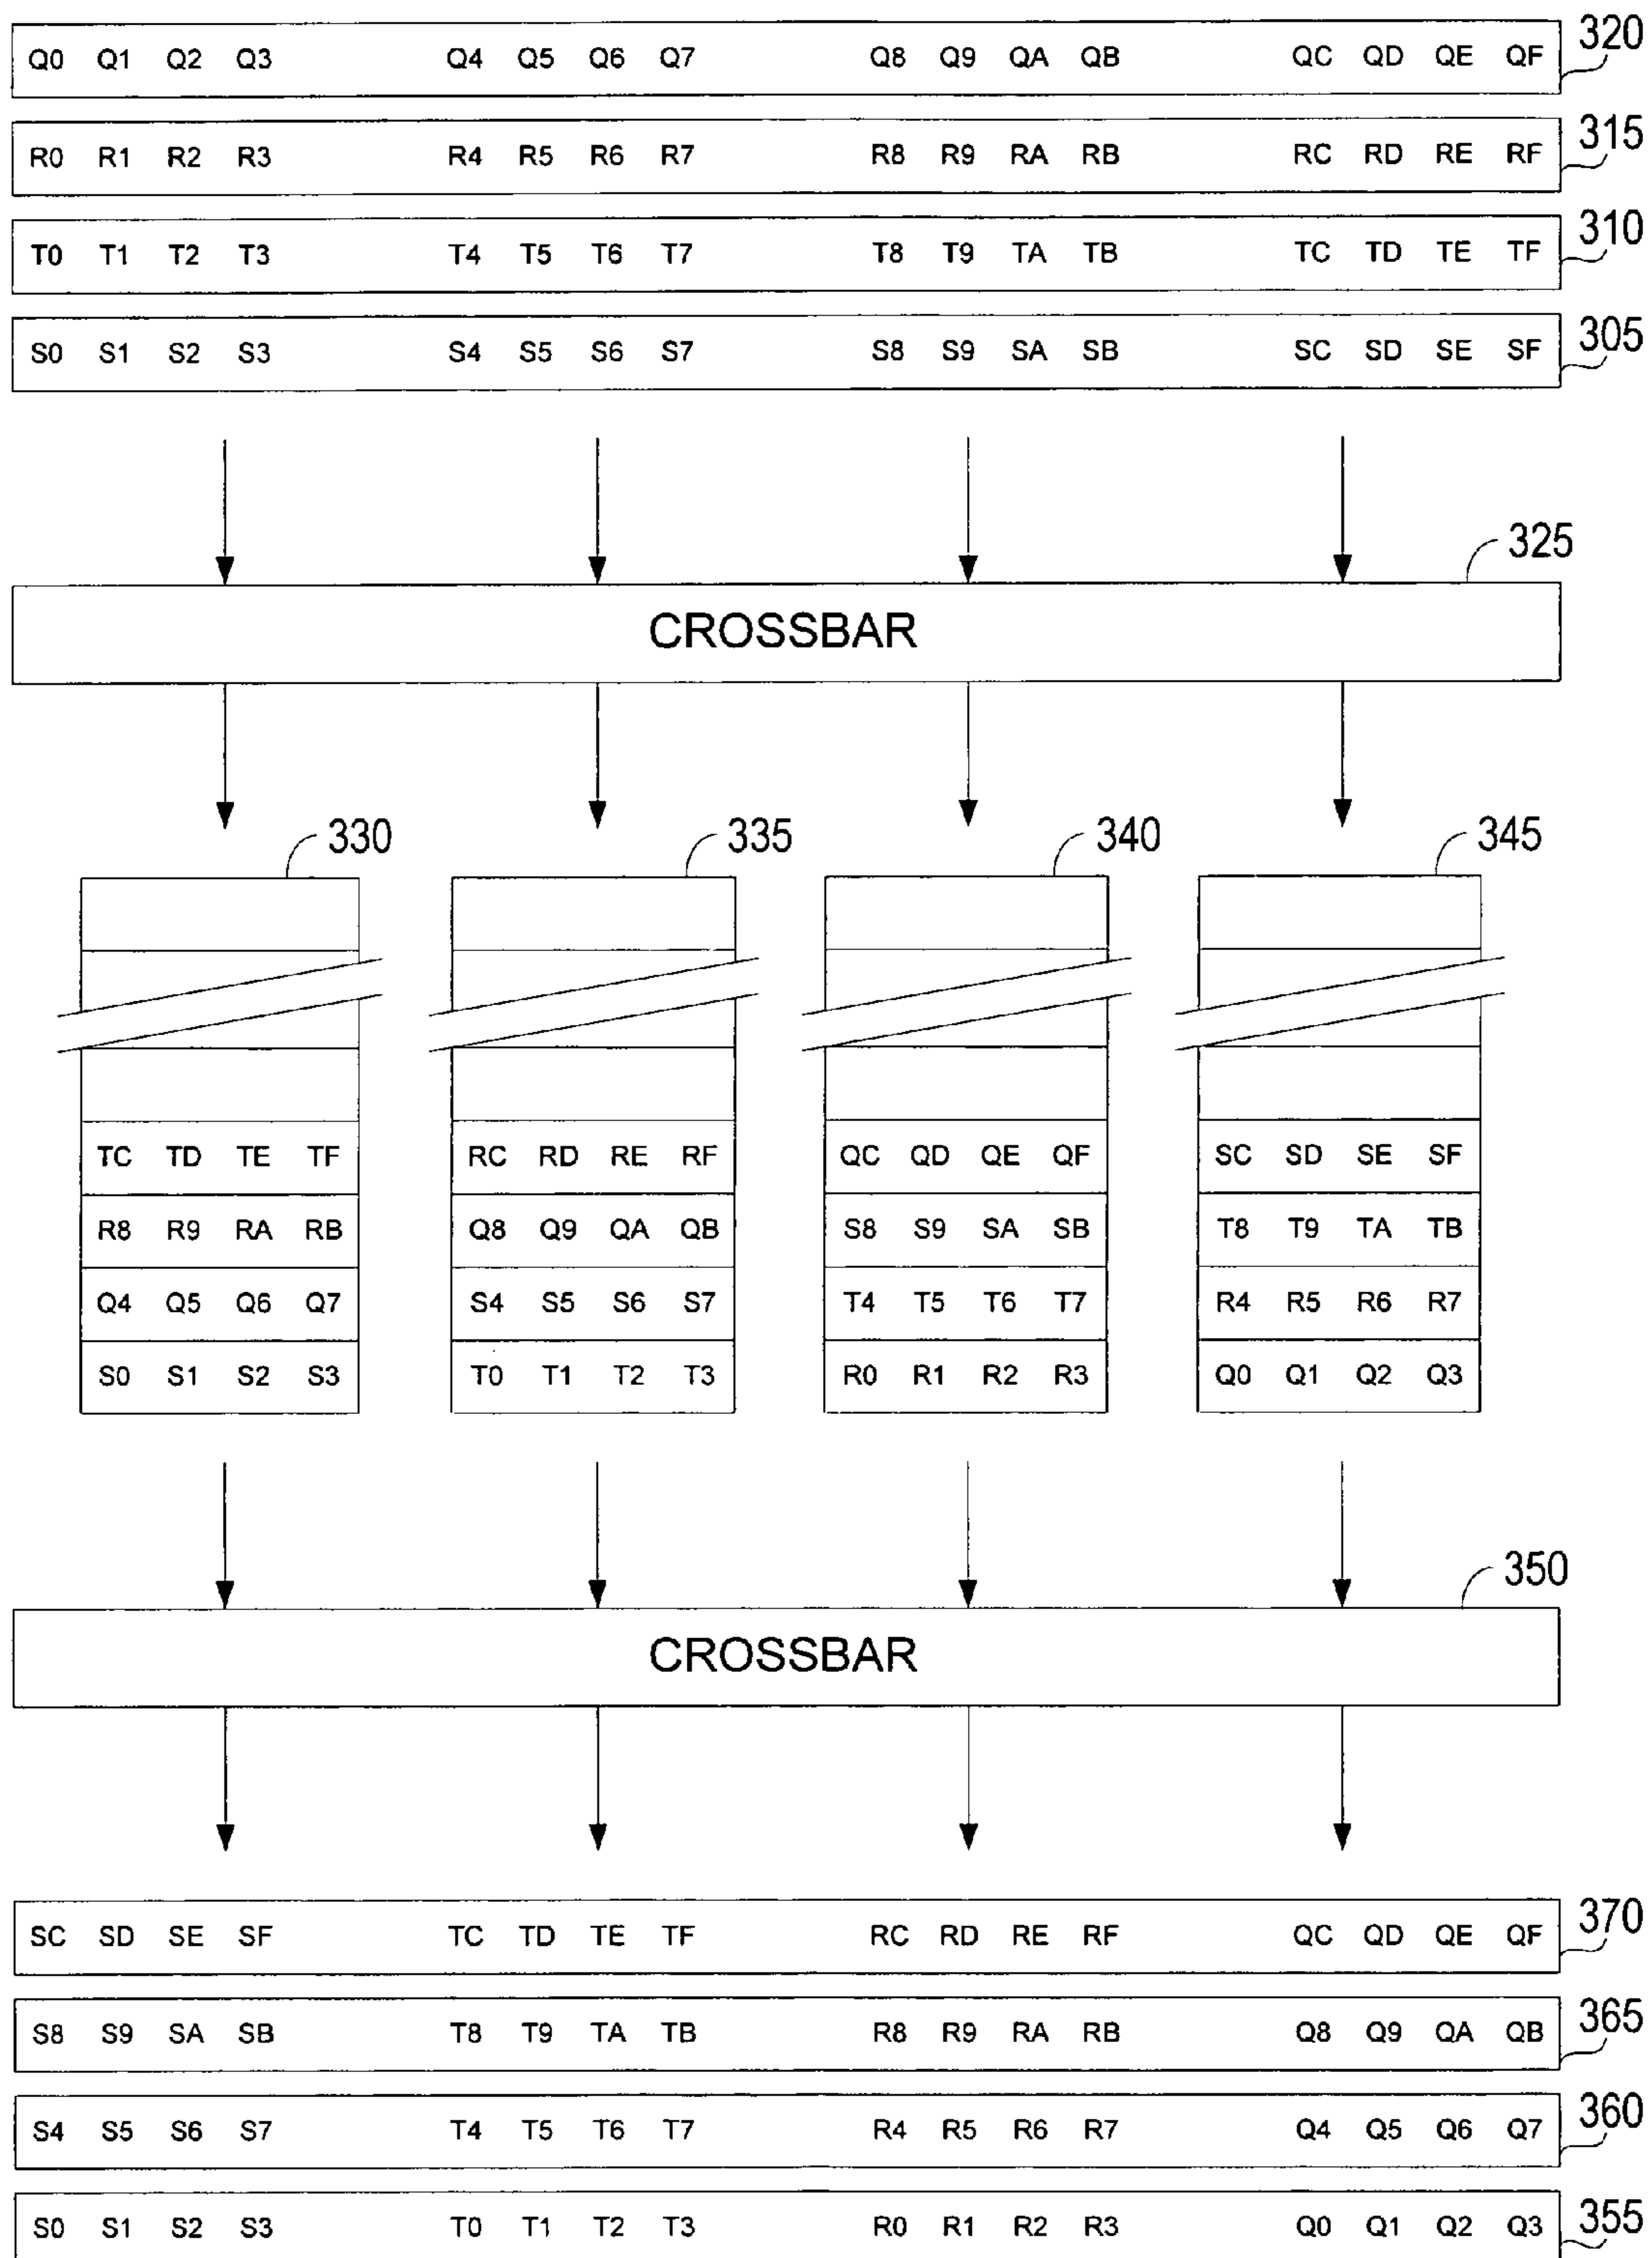 Q0 Q1 Q2 Q3 Q4 Q5 Q6 Q7 Q8 Q9 QA QB QC QD QE QF 320
R0 R1 R2 R3 R4 R5 R6 R7 R8 R9 RA RB RC RD RE RF 315
T0 T1 T2 T3 T4 T5 T6 T7 T8 T9 TA TB TC TD TE TF 310
S0 S1 S2 S3 S4 S5 S6 S7 S8 S9 SA SB SC SD SE SF 305
325
CROSSBAR
330 335 340 345
TC TD TE TF RC RD RE RF QC QD QE QF SC SD SE SF
R8 R9 RA RB Q8 Q9 QA QB S8 S9 SA SB T8 T9 TA TB
Q4 Q5 Q6 Q7 S4 S5 S6 S7 T4 T5 T6 T7 R4 R5 R6 R7
S0 S1 S2 S3 T0 T1 T2 T3 R0 R1 R2 R3 Q0 Q1 Q2 Q3
350
CROSSBAR
SC SD SE SF TC TD TE TF RC RD RE RF QC QD QE QF 370
S8 S9 SA SB T8 T9 TA TB R8 R9 RA RB Q8 Q9 QA QB 365
S4 S5 S6 S7 T4 T5 T6 T7 R4 R5 R6 R7 Q4 Q5 Q6 Q7 360
S0 S1 S2 S3 T0 T1 T2 T3 R0 R1 R2 R3 Q0 Q1 Q2 Q3 355